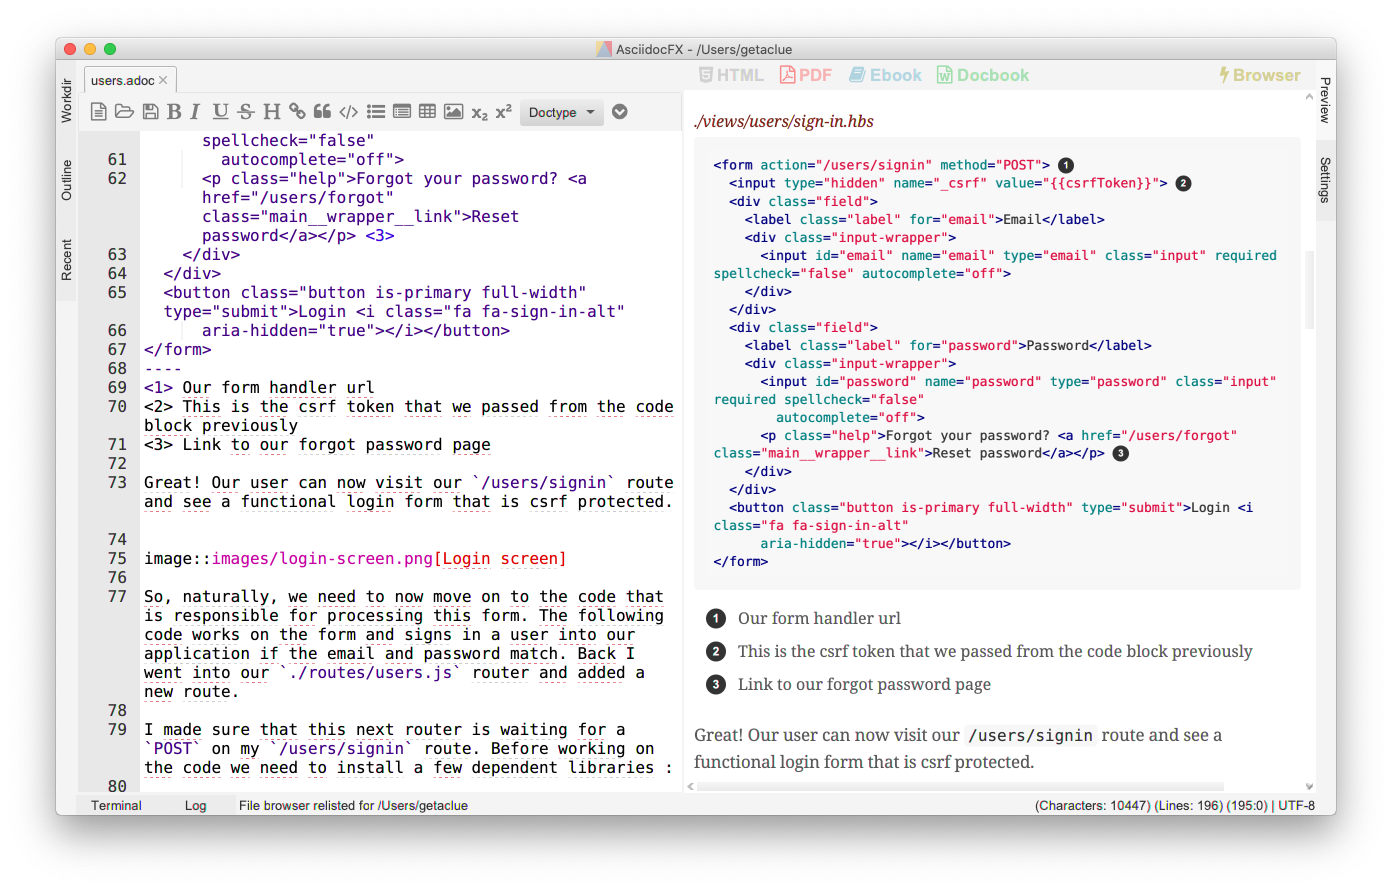 AsciidocFX - /Users/getaclue
users.adoc
HTML PDF Ebook Docbook Browser
Workdir
Outline
Recent
Preview
Settings
B I U S H x2 x2 Doctype
spellcheck="false"
61 autocomplete="off">
62 <p class="help">Forgot your password? <a
href="/users/forgot"
class="main__wrapper__link">Reset
password</a></p> <3>
63 </div>
64 </div>
65 <button class="button is-primary full-width"
type="submit">Login <i class="fa fa-sign-in-alt"
66 aria-hidden="true"></i></button>
67 </form>
68 ----
69 <1> Our form handler url
70 <2> This is the csrf token that we passed from the code
block previously
71 <3> Link to our forgot password page
72
73 Great! Our user can now visit our `/users/signin` route
and see a functional login form that is csrf protected.
74
75 image::images/login-screen.png[Login screen]
76
77 So, naturally, we need to now move on to the code that
is responsible for processing this form. The following
code works on the form and signs in a user into our
application if the email and password match. Back I
went into our `./routes/users.js` router and added a
new route.
78
79 I made sure that this next router is waiting for a
`POST` on my `/users/signin` route. Before working on
the code we need to install a few dependent libraries :
80
./views/users/sign-in.hbs
<form action="/users/signin" method="POST"> 1
<input type="hidden" name="_csrf" value="{{csrfToken}}"> 2
<div class="field">
<label class="label" for="email">Email</label>
<div class="input-wrapper">
<input id="email" name="email" type="email" class="input" required
spellcheck="false" autocomplete="off">
</div>
</div>
<div class="field">
<label class="label" for="password">Password</label>
<div class="input-wrapper">
<input id="password" name="password" type="password" class="input"
required spellcheck="false"
autocomplete="off">
<p class="help">Forgot your password? <a href="/users/forgot"
class="main__wrapper__link">Reset password</a></p> 3
</div>
</div>
<button class="button is-primary full-width" type="submit">Login <i
class="fa fa-sign-in-alt"
aria-hidden="true"></i></button>
</form>
1 Our form handler url
2 This is the csrf token that we passed from the code block previously
3 Link to our forgot password page
Great! Our user can now visit our /users/signin route and see a
functional login form that is csrf protected.
Terminal Log File browser relisted for /Users/getaclue (Characters: 10447) (Lines: 196) (195:0) | UTF-8